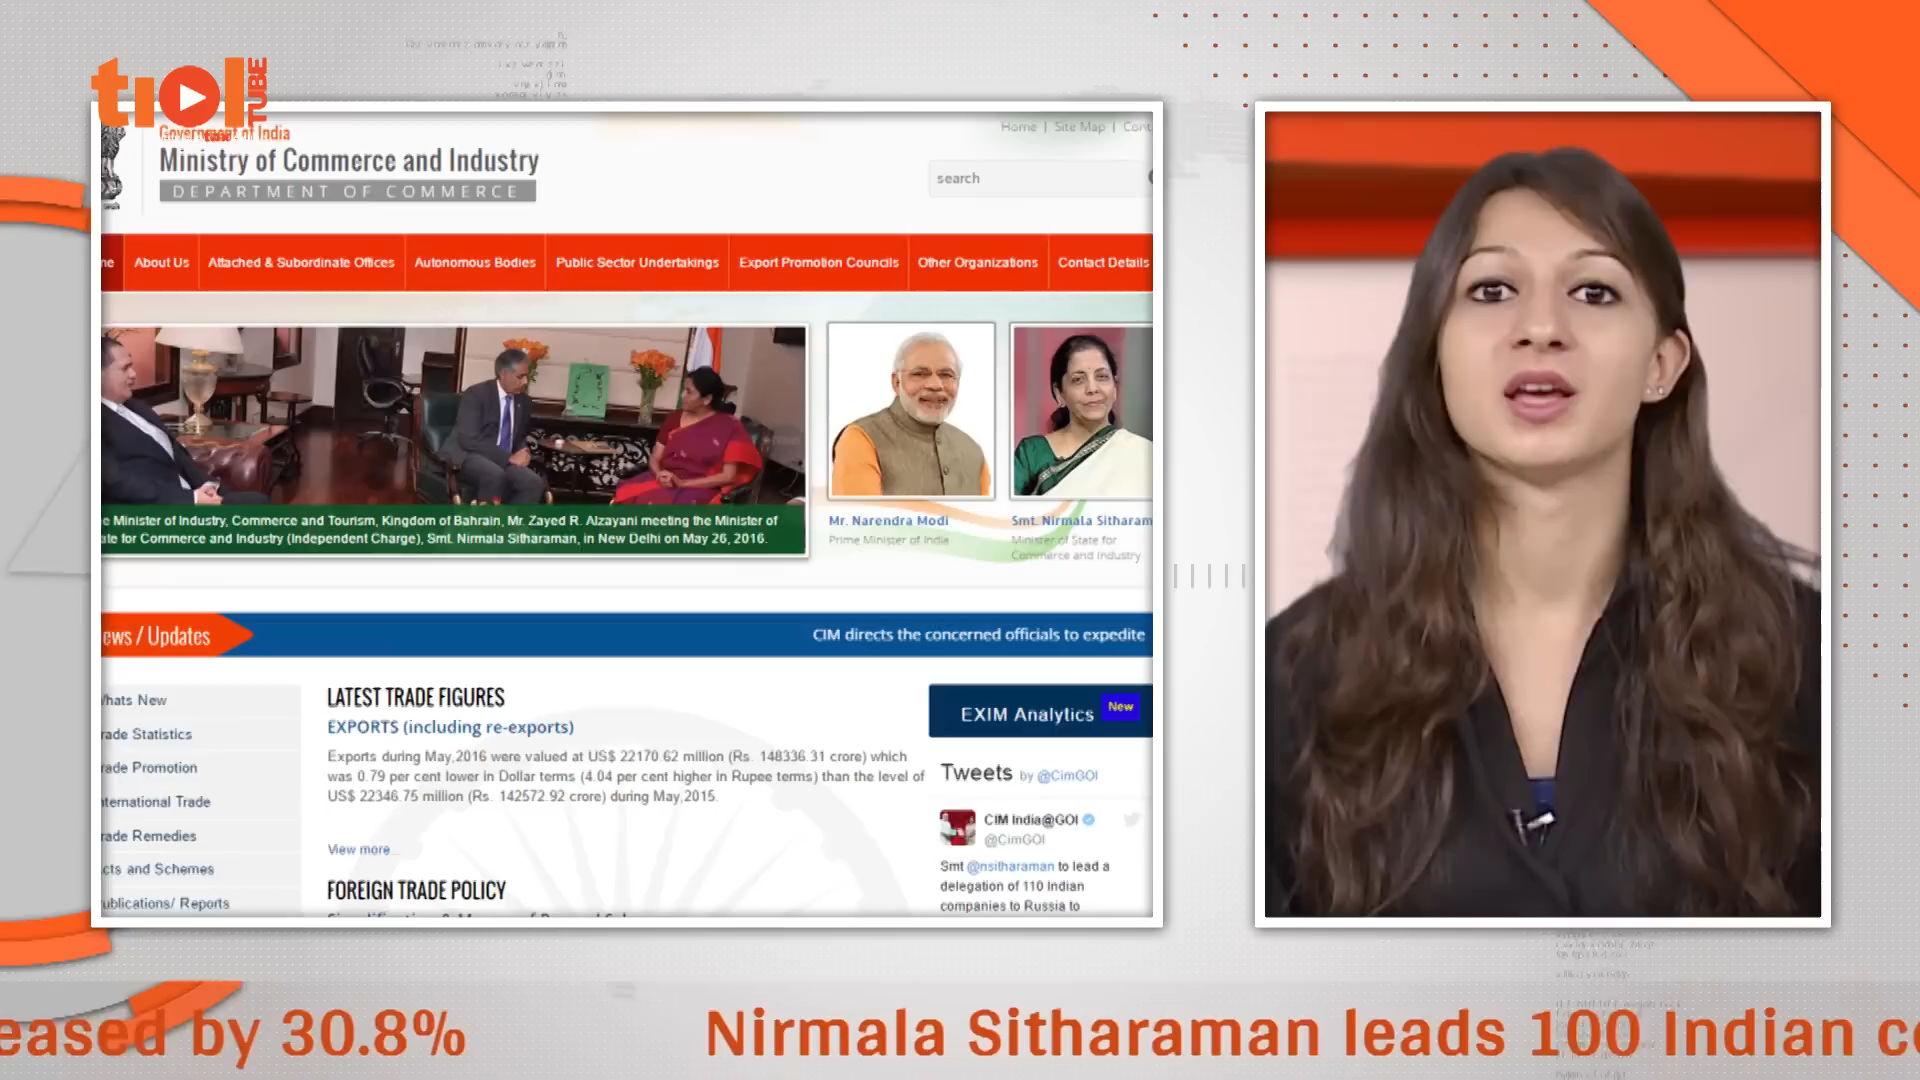 tiol TUBE
Government of India
Ministry of Commerce and Industry
DEPARTMENT OF COMMERCE
Home | Site Map | Cont
search
me
About Us
Attached & Subordinate Offices
Autonomous Bodies
Public Sector Undertakings
Export Promotion Councils
Other Organizations
Contact Details
e Minister of Industry, Commerce and Tourism, Kingdom of Bahrain, Mr. Zayed R. Alzayani meeting the Minister of
ate for Commerce and Industry (Independent Charge), Smt. Nirmala Sitharaman, in New Delhi on May 26, 2016.
Mr. Narendra Modi
Prime Minister of India
Smt. Nirmala Sitharam
Minister of State for
Commerce and Industry
ews / Updates
CIM directs the concerned officials to expedite
Whats New
rade Statistics
rade Promotion
nternational Trade
rade Remedies
cts and Schemes
ublications/ Reports
LATEST TRADE FIGURES
EXPORTS (including re-exports)
Exports during May,2016 were valued at US$ 22170.62 million (Rs. 148336.31 crore) which
was 0.79 per cent lower in Dollar terms (4.04 per cent higher in Rupee terms) than the level of
US$ 22346.75 million (Rs. 142572.92 crore) during May,2015.
View more...
FOREIGN TRADE POLICY
EXIM Analytics New
Tweets by @CimGOI
CIM India@GOI
@CimGOI
Smt @nsitharaman to lead a
delegation of 110 Indian
companies to Russia to
eased by 30.8%
Nirmala Sitharaman leads 100 Indian co